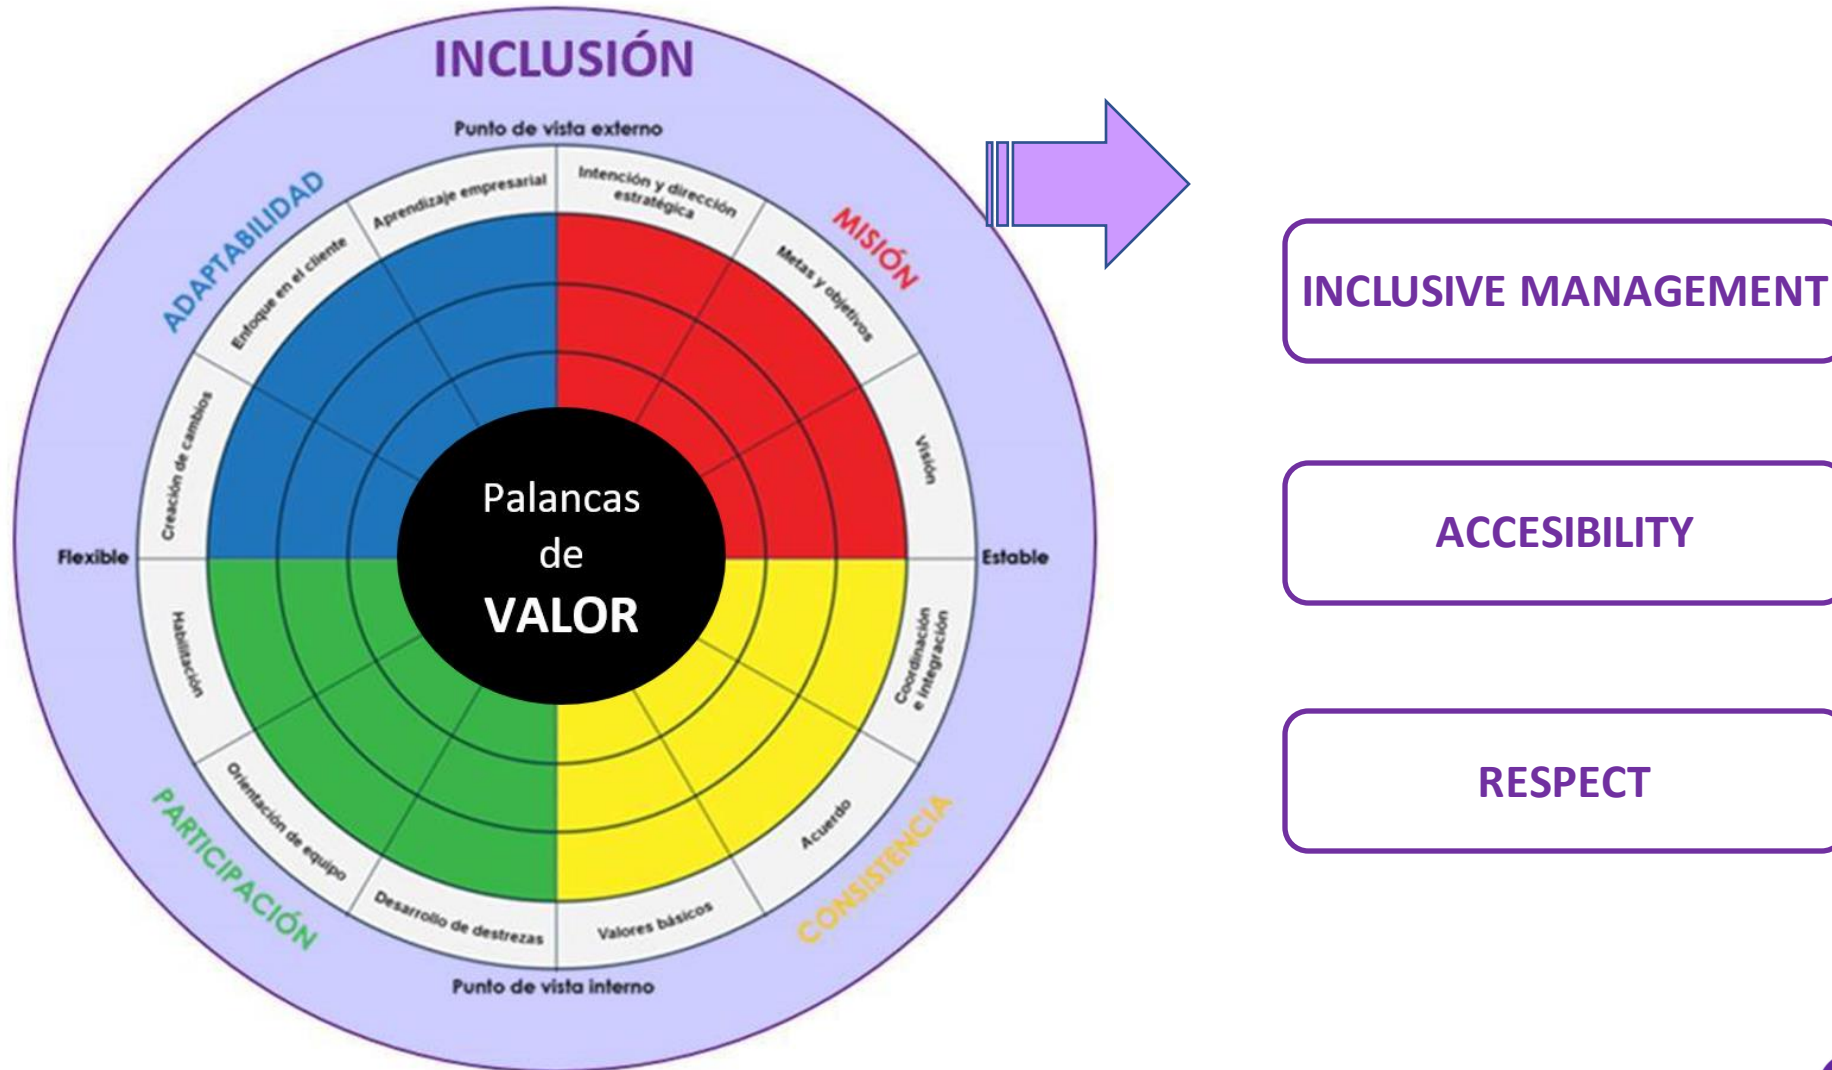 INCLUSIÓN
Punto de vista externo
ADAPTABILIDAD
MISIÓN
Aprendizaje empresarial
Intención y dirección
estratégica
Enfoque en el cliente
Metas y objetivos
Creación de cambios
Visión
Flexible
Estable
Palancas
de
VALOR
Habilitación
Coordinación
e integración
Orientación de equipo
Acuerdo
Desarrollo de destrezas
Valores básicos
PARTICIPACIÓN
CONSISTENCIA
Punto de vista interno
INCLUSIVE MANAGEMENT
ACCESIBILITY
RESPECT